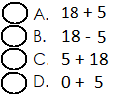 A. 18 + 5
B. 18 - 5
C. 5 + 18
D. 0 + 5